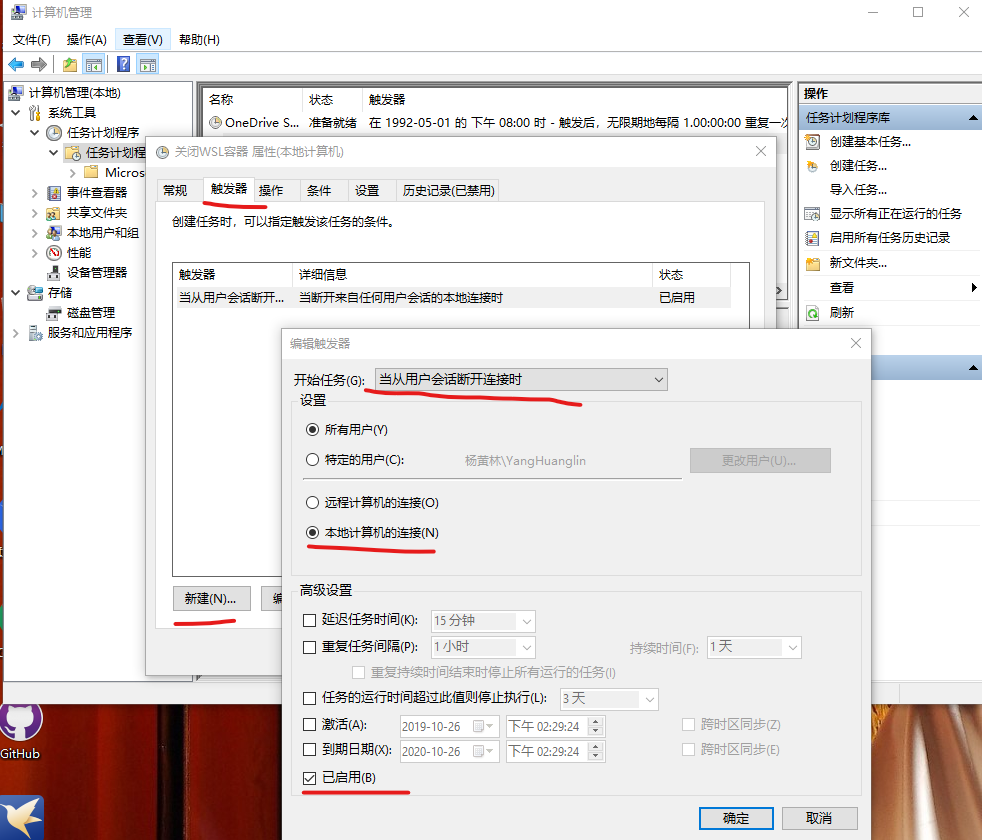 计算机管理
文件(F) 操作(A) 查看(V) 帮助(H)
计算机管理(本地)
系统工具
任务计划程序
任务计划程
Micros
事件查看器
共享文件夹
本地用户和组
性能
设备管理器
存储
磁盘管理
服务和应用程序
名称 状态 触发器
OneDrive S... 准备就绪 在 1992-05-01 的 下午 08:00 时 - 触发后，无限期地每隔 1.00:00:00 重复一次
操作
任务计划程序库
创建基本任务...
创建任务...
导入任务...
显示所有正在运行的任务
启用所有任务历史记录
新文件夹...
查看
刷新
关闭WSL容器 属性(本地计算机)
常规 触发器 操作 条件 设置 历史记录(已禁用)
创建任务时，可以指定触发该任务的条件。
触发器 详细信息 状态
当从用户会话断开... 当断开来自任何用户会话的本地连接时 已启用
新建(N)... 编
编辑触发器
开始任务(G): 当从用户会话断开连接时
设置
所有用户(Y)
特定的用户(C): 杨黄林\YangHuanglin 更改用户(U)...
远程计算机的连接(O)
本地计算机的连接(N)
高级设置
延迟任务时间(K): 15 分钟
重复任务间隔(P): 1 小时 持续时间(F): 1 天
重复持续时间结束时停止所有运行的任务(I)
任务的运行时间超过此值则停止执行(L): 3 天
激活(A): 2019-10-26 下午 02:29:24 跨时区同步(Z)
到期日期(X): 2020-10-26 下午 02:29:24 跨时区同步(E)
已启用(B)
确定 取消
GitHub